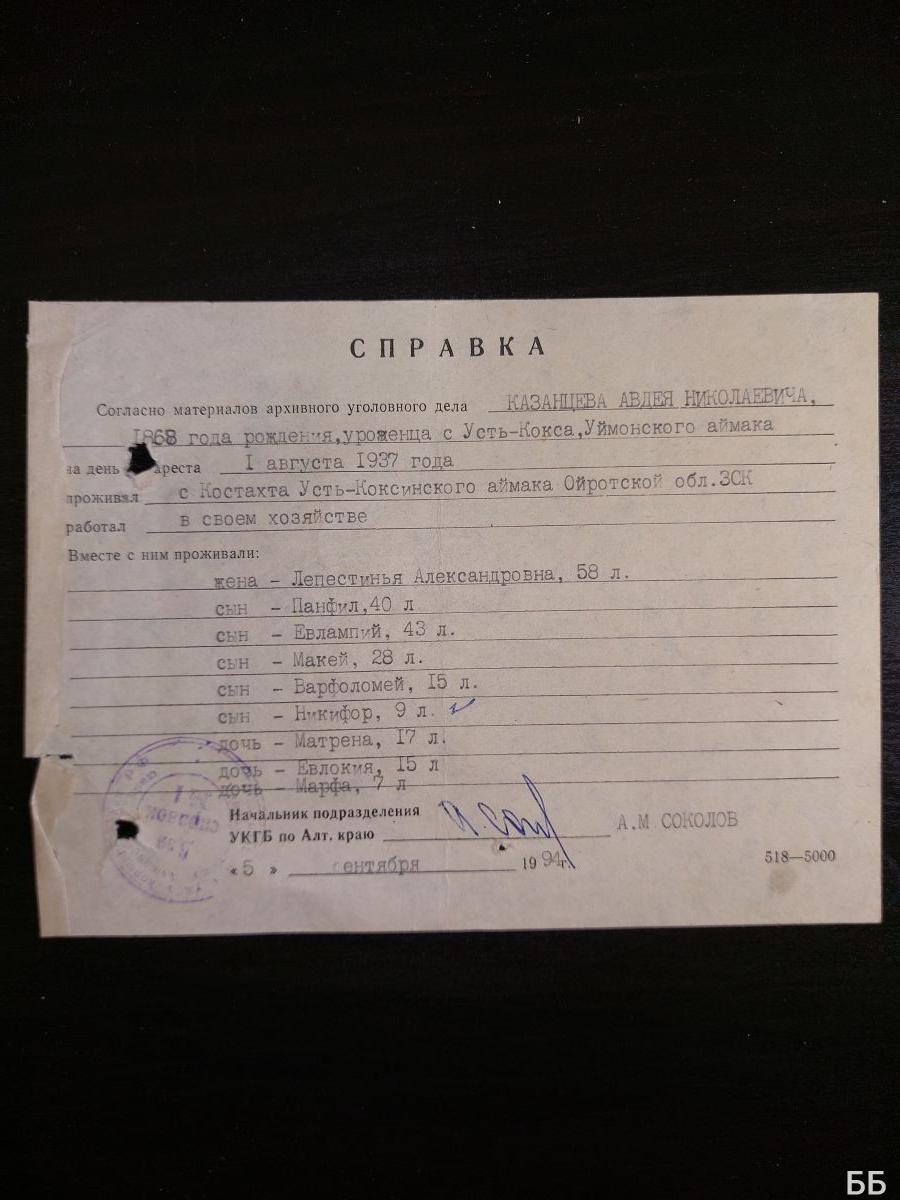 СПРАВКА
Согласно материалов архивного уголовного дела КАЗАНЦЕВА АВДЕЯ НИКОЛАЕВИЧА,
1868 года рождения,уроженца с Усть-Кокса,Уймонского аймака
на день ареста I августа 1937 года
проживал с Костахта Усть-Коксинского аймака Ойротской обл.ЗСК
работал в своем хозяйстве
Вместе с ним проживали:
жена - Лепестинья Александровна, 58 л.
сын - Панфил,40 л
сын - Евлампий, 43 л.
сын - Макей, 28 л.
сын - Варфоломей, I5 л.
сын - Никифор, 9 л.
дочь - Матрена, I7 л.
дочь - Евлокия, I5 л
дочь - Марфа, 7 л
Начальник подразделения
УКГБ по Алт. краю А.М СОКОЛОВ
«5 » сентября 1994г.
518—5000
ББ